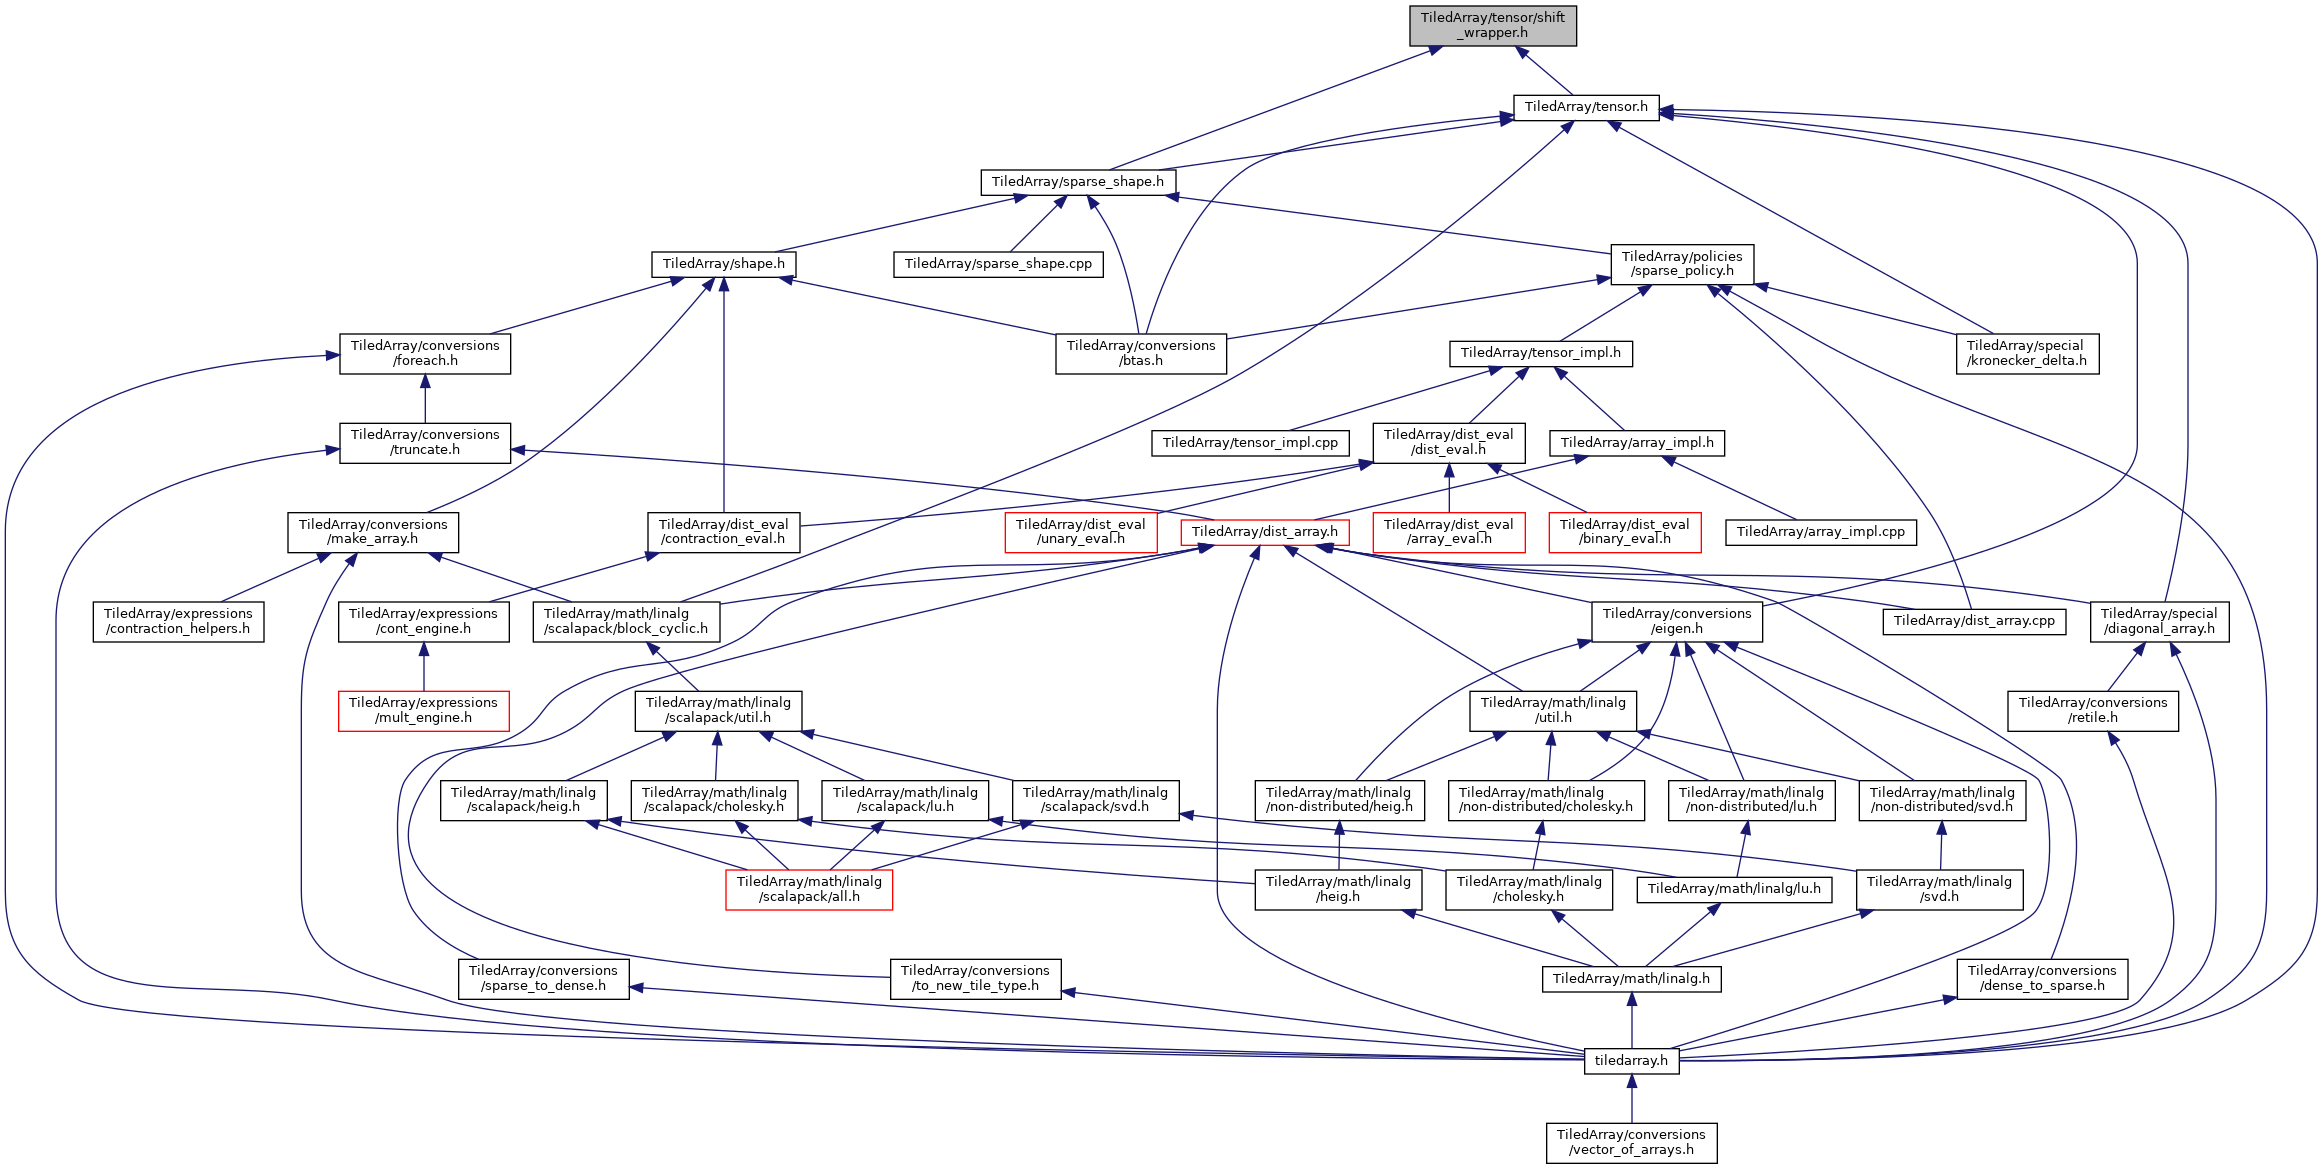 TiledArray/tensor/shift
_wrapper.h
TiledArray/tensor.h
TiledArray/sparse_shape.h
TiledArray/shape.h
TiledArray/sparse_shape.cpp
TiledArray/policies
/sparse_policy.h
TiledArray/conversions
/foreach.h
TiledArray/conversions
/btas.h
TiledArray/tensor_impl.h
TiledArray/special
/kronecker_delta.h
TiledArray/conversions
/truncate.h
TiledArray/tensor_impl.cpp
TiledArray/dist_eval
/dist_eval.h
TiledArray/array_impl.h
TiledArray/conversions
/make_array.h
TiledArray/dist_eval
/contraction_eval.h
TiledArray/dist_eval
/unary_eval.h
TiledArray/dist_array.h
TiledArray/dist_eval
/array_eval.h
TiledArray/dist_eval
/binary_eval.h
TiledArray/array_impl.cpp
TiledArray/expressions
/contraction_helpers.h
TiledArray/expressions
/cont_engine.h
TiledArray/math/linalg
/scalapack/block_cyclic.h
TiledArray/conversions
/eigen.h
TiledArray/dist_array.cpp
TiledArray/special
/diagonal_array.h
TiledArray/expressions
/mult_engine.h
TiledArray/math/linalg
/scalapack/util.h
TiledArray/math/linalg
/util.h
TiledArray/conversions
/retile.h
TiledArray/math/linalg
/scalapack/heig.h
TiledArray/math/linalg
/scalapack/cholesky.h
TiledArray/math/linalg
/scalapack/lu.h
TiledArray/math/linalg
/scalapack/svd.h
TiledArray/math/linalg
/non-distributed/heig.h
TiledArray/math/linalg
/non-distributed/cholesky.h
TiledArray/math/linalg
/non-distributed/lu.h
TiledArray/math/linalg
/non-distributed/svd.h
TiledArray/math/linalg
/scalapack/all.h
TiledArray/math/linalg
/heig.h
TiledArray/math/linalg
/cholesky.h
TiledArray/math/linalg/lu.h
TiledArray/math/linalg
/svd.h
TiledArray/conversions
/sparse_to_dense.h
TiledArray/conversions
/to_new_tile_type.h
TiledArray/math/linalg.h
TiledArray/conversions
/dense_to_sparse.h
tiledarray.h
TiledArray/conversions
/vector_of_arrays.h